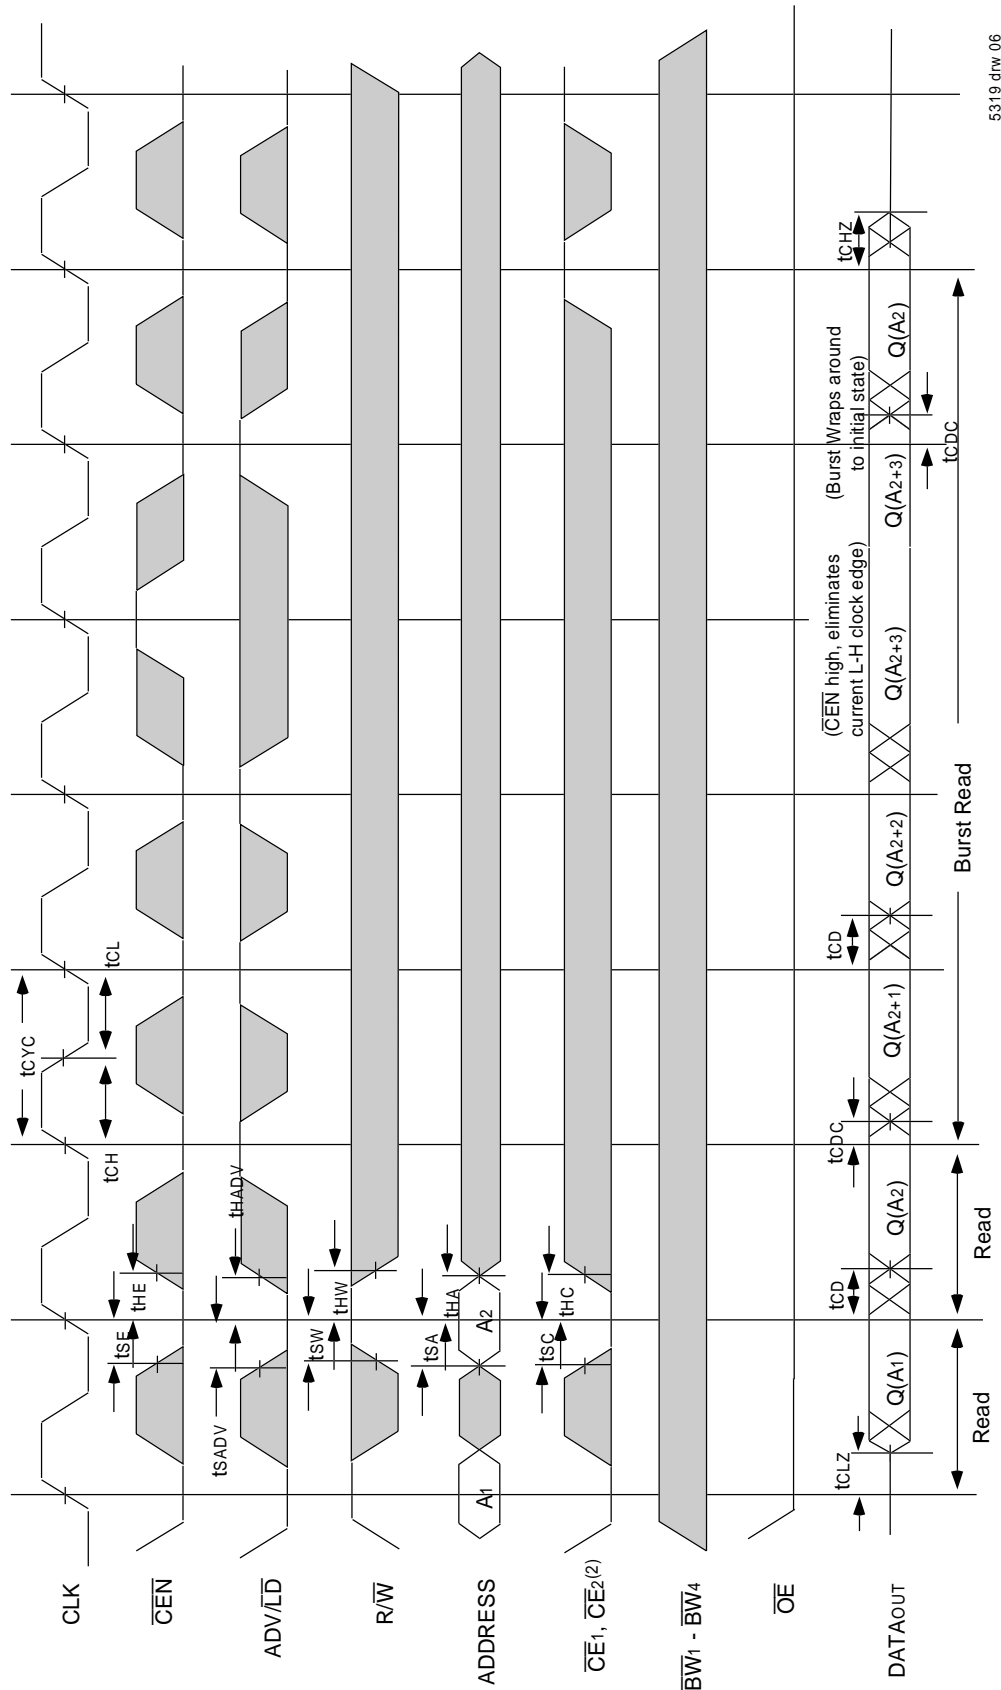 CLK
tCYC
tCH
tCL
CEN
tSE
tHE
ADV/LD
tSADV
tHADV
R/W
tSW
tHW
ADDRESS
A1
A2
tSA
tHA
CE1, CE2(2)
tSC
tHC
BW1 - BW4
OE
(CEN high, eliminates
current L-H clock edge)
(Burst Wraps around
to initial state)
DATAOUT
tCLZ
tCD
tCDC
tCD
tCHZ
Q(A1)
Q(A2)
Q(A2+1)
Q(A2+2)
Q(A2+3)
Q(A2+3)
Q(A2)
tCDC
Read
Read
Burst Read
5319 drw 06